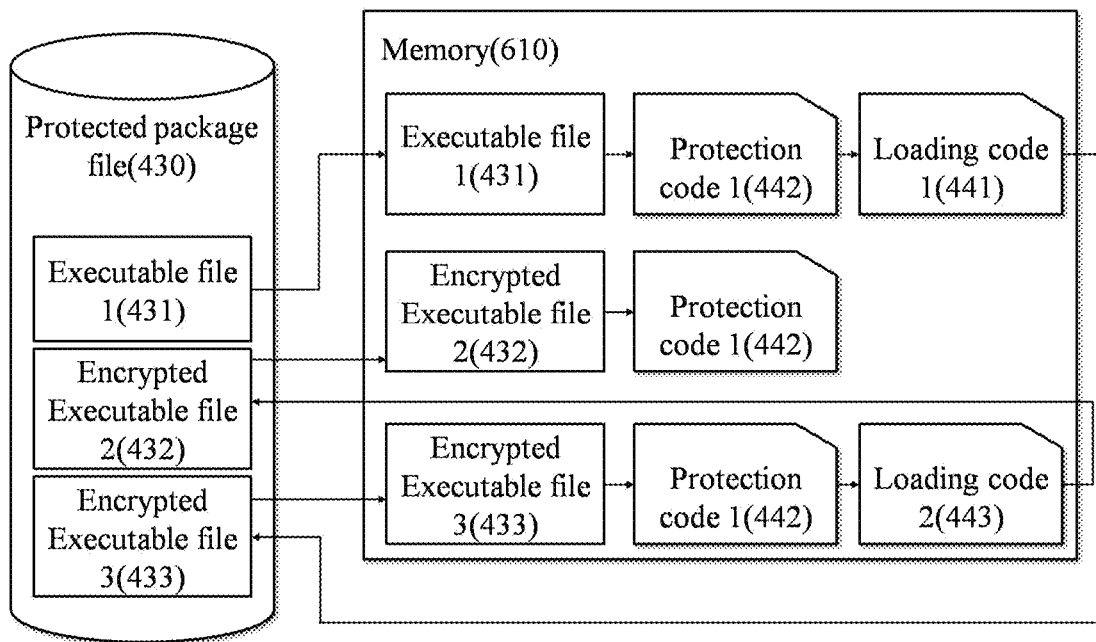 Protected package
file(430)
Executable file
1(431)
Encrypted
Executable file
2(432)
Encrypted
Executable file
3(433)
Memory(610)
Executable file
1(431)
Protection
code 1(442)
Loading code
1(441)
Encrypted
Executable file
2(432)
Protection
code 1(442)
Encrypted
Executable file
3(433)
Protection
code 1(442)
Loading code
2(443)